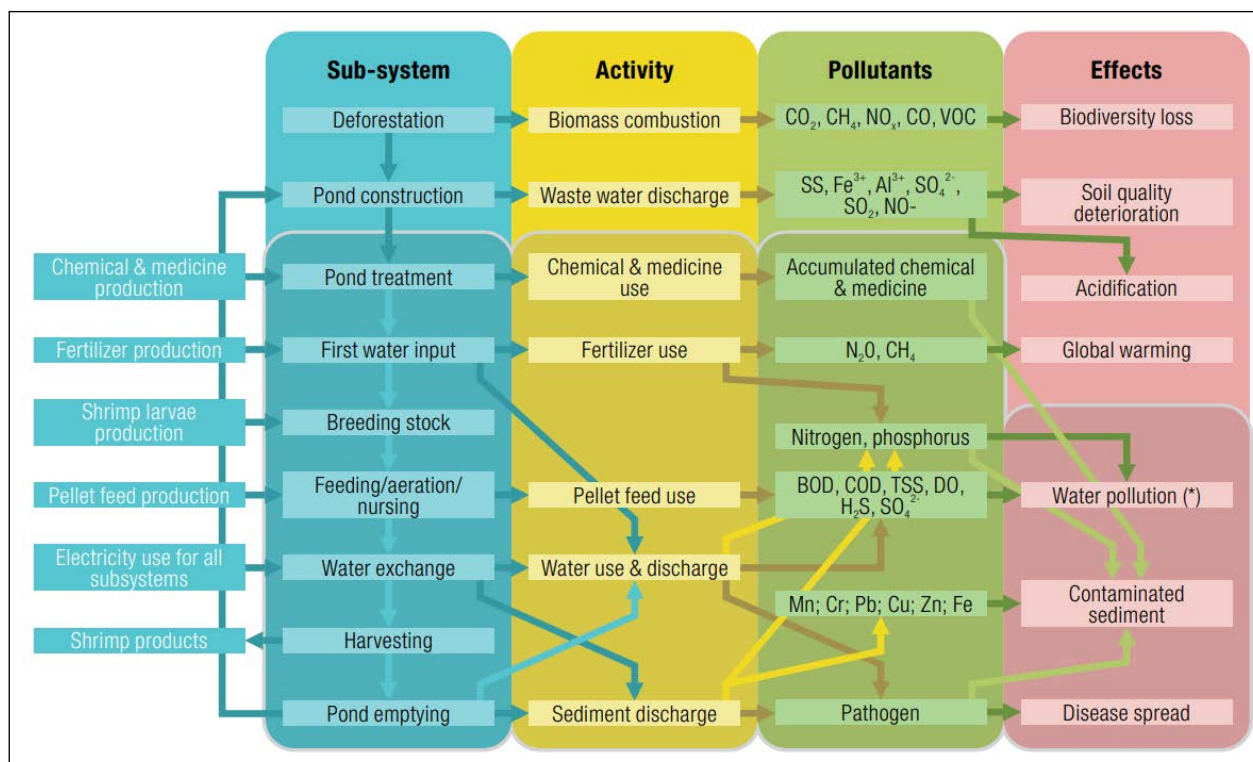 Sub-system
Activity
Pollutants
Effects
Deforestation
Biomass combustion
CO₂, CH₄, NOₓ, CO, VOC
Biodiversity loss
Pond construction
Waste water discharge
SS, Fe³⁺, Al³⁺, SO₄²⁻,
SO₂, NO-
Soil quality
deterioration
Chemical & medicine
production
Pond treatment
Chemical & medicine
use
Accumulated chemical
& medicine
Acidification
Fertilizer production
First water input
Fertilizer use
N₂O, CH₄
Global warming
Shrimp larvae
production
Breeding stock
Nitrogen, phosphorus
Pellet feed production
Feeding/aeration/
nursing
Pellet feed use
BOD, COD, TSS, DO,
H₂S, SO₄²⁻
Water pollution (*)
Electricity use for all
subsystems
Water exchange
Water use & discharge
Mn; Cr; Pb; Cu; Zn; Fe
Contaminated
sediment
Shrimp products
Harvesting
Pond emptying
Sediment discharge
Pathogen
Disease spread